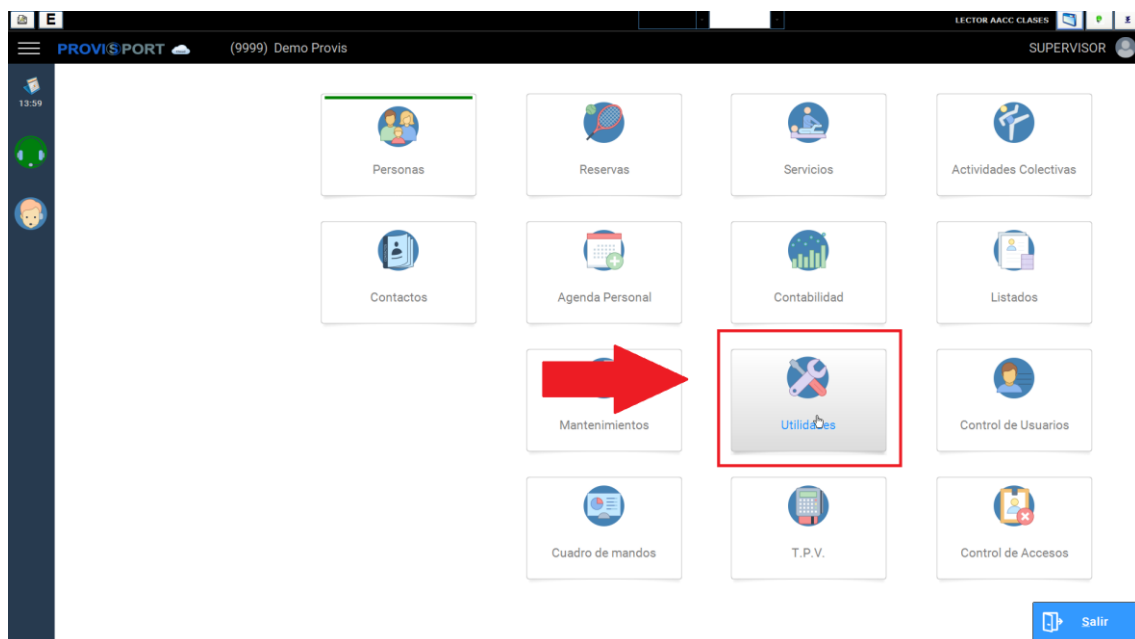 E
LECTOR AACC CLASES
PROVISPORT
(9999) Demo Provis
SUPERVISOR
13:59
Personas
Reservas
Servicios
Actividades Colectivas
Contactos
Agenda Personal
Contabilidad
Listados
Mantenimientos
Utilidades
Control de Usuarios
Cuadro de mandos
T.P.V.
Control de Accesos
Salir